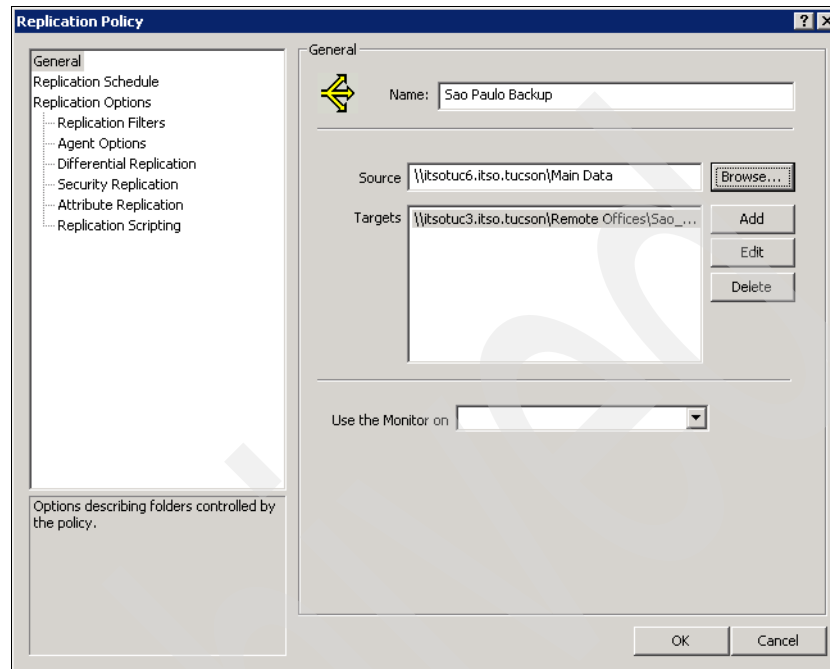 Replication Policy
General
Replication Schedule
Replication Options
Replication Filters
Agent Options
Differential Replication
Security Replication
Attribute Replication
Replication Scripting
Options describing folders controlled by
the policy.
General
Name: Sao Paulo Backup
Source \\itsotuc6.itso.tucson\Main Data Browse...
Targets \\itsotuc3.itso.tucson\Remote Offices\Sao_... Add
Edit
Delete
Use the Monitor on
OK Cancel